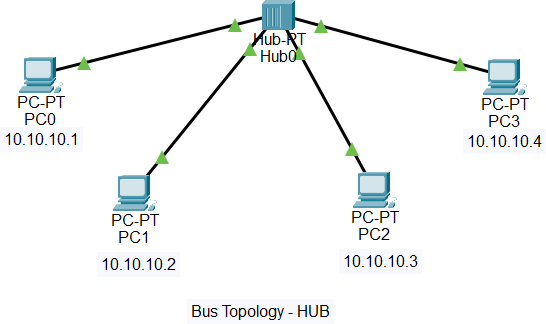 Hub-PT
Hub0
PC-PT
PC0
10.10.10.1
PC-PT
PC3
10.10.10.4
PC-PT
PC1
10.10.10.2
PC-PT
PC2
10.10.10.3
Bus Topology - HUB